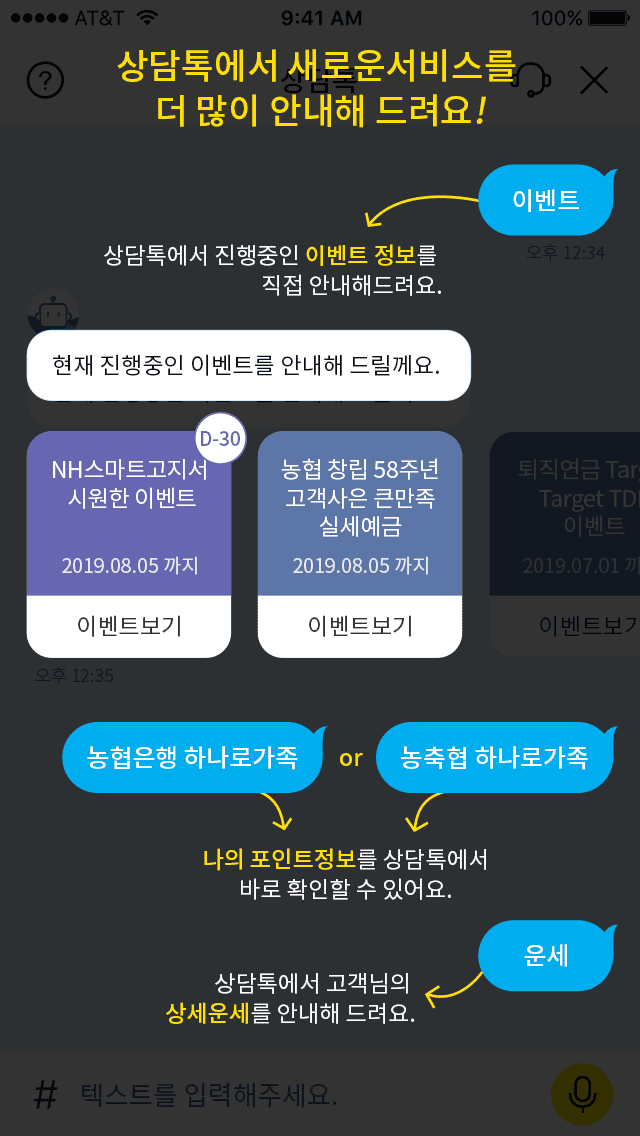 AT&T
9:41 AM
100%
?
상담톡
상담톡에서 새로운서비스를
더 많이 안내해 드려요!
이벤트
오후 12:34
상담톡에서 진행중인 이벤트 정보를
직접 안내해드려요.
현재 진행중인 이벤트를 안내해 드릴께요.
D-30
NH스마트고지서
시원한 이벤트
2019.08.05 까지
이벤트보기
농협 창립 58주년
고객사은 큰만족
실세예금
2019.08.05 까지
이벤트보기
퇴직연금
Target TD
이벤트
2019.07.01
이벤트보기
오후 12:35
농협은행 하나로가족 or 농축협 하나로가족
나의 포인트정보를 상담톡에서
바로 확인할 수 있어요.
운세
상담톡에서 고객님의
상세운세를 안내해 드려요.
# 텍스트를 입력해주세요.